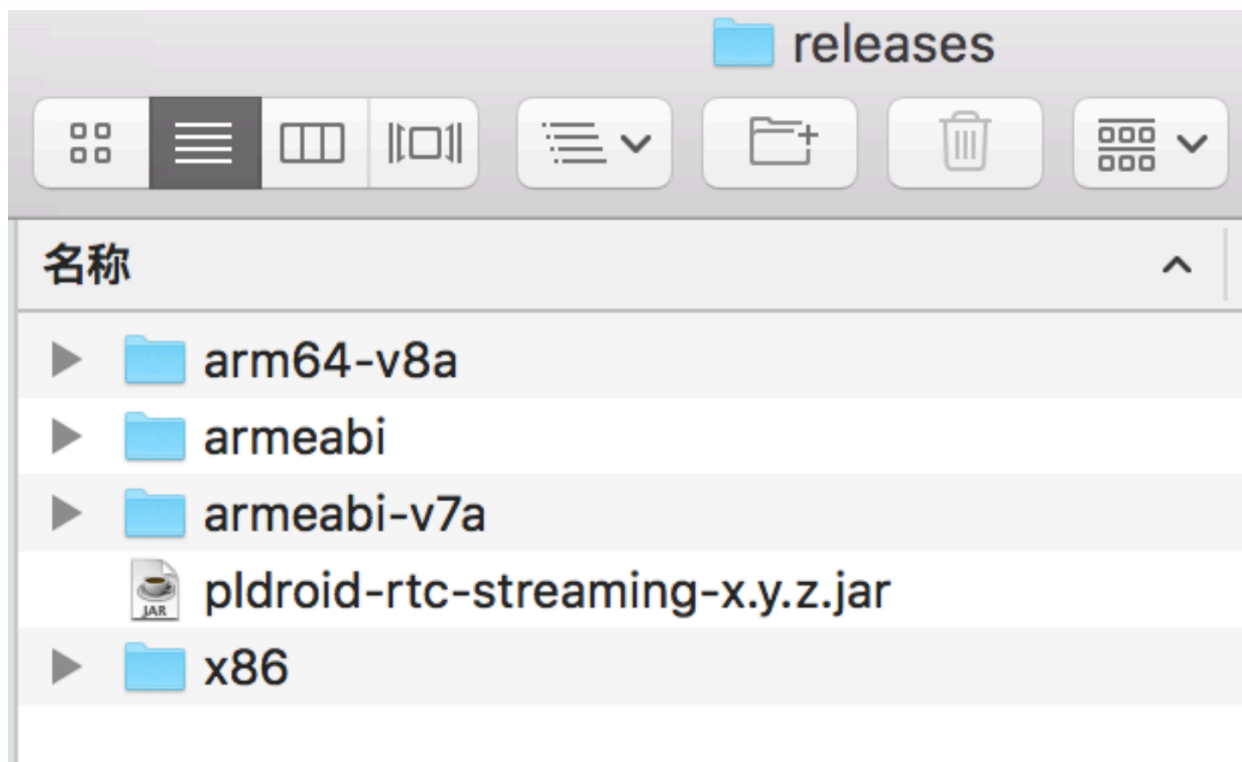 releases
名称
arm64-v8a
armeabi
armeabi-v7a
JAR
pldroid-rtc-streaming-x.y.z.jar
x86